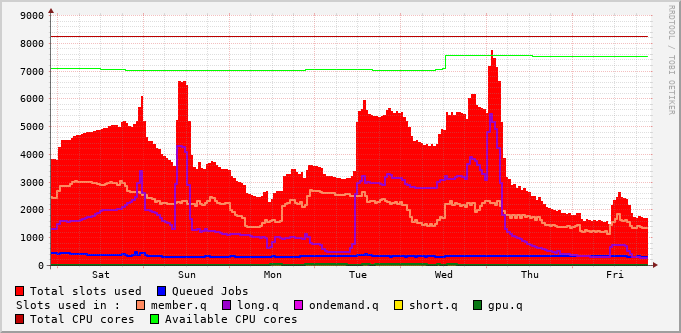 9000
8000
7000
6000
5000
4000
3000
2000
1000
0
Sat Sun Mon Tue Wed Thu Fri
RRDTOOL / TOBI OETIKER
Total slots used Queued Jobs
Slots used in : member.q long.q ondemand.q short.q gpu.q
Total CPU cores Available CPU cores